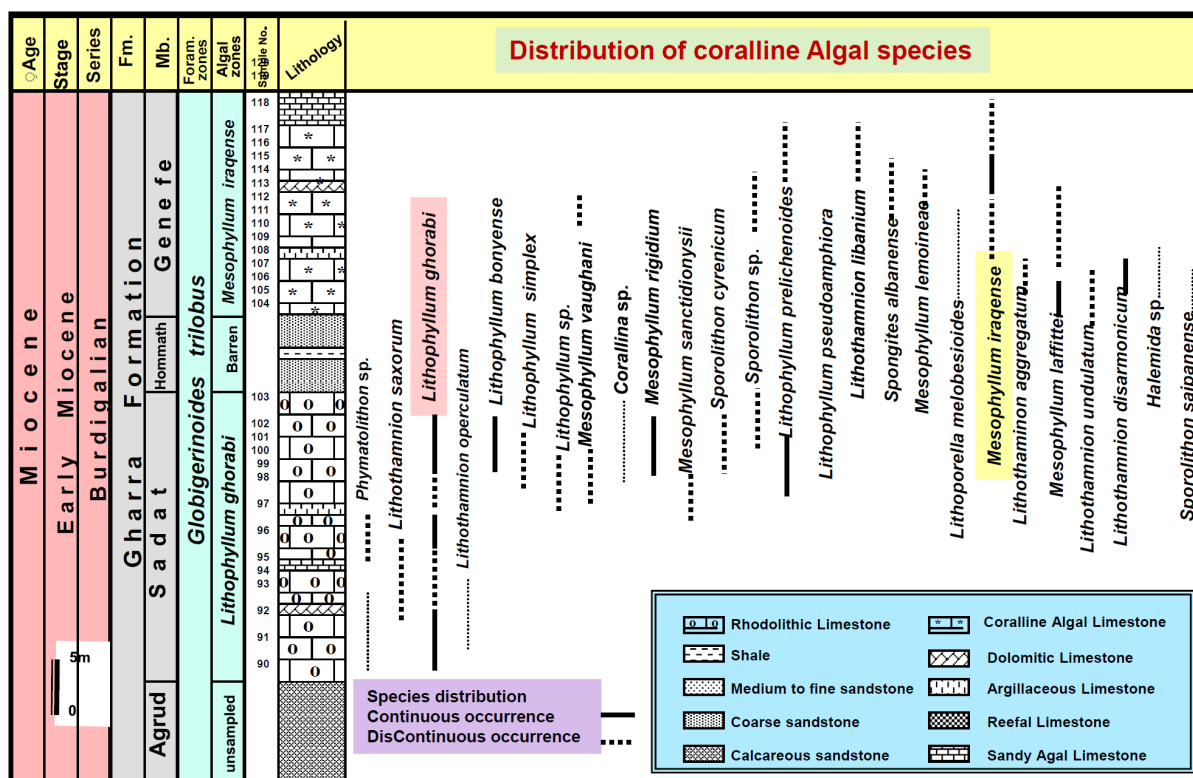 Age
Stage
Series
Fm.
Mb.
Foram.
zones
Algal
zones
Sample No.
Lithology
Distribution of coralline Algal species
Miocene
Early Miocene
Burdigalian
Gharra Formation
Genefe
Hommath
Sadat
Agrud
Globigerinoides trilobus
Mesophyllum iraqense
Barren
Lithophyllum ghorabi
unsampled
118
117
116
115
114
113
112
111
110
109
108
107
106
105
104
103
102
101
100
99
98
97
96
95
94
93
92
91
90
5m
0
Phymatolithon sp.
Lithothamnion saxorum
Lithophyllum ghorabi
Lithothamnion operculatum
Lithophyllum bonyense
Lithophyllum simplex
Lithophyllum sp.
Mesophyllum vaughani
Corallina sp.
Mesophyllum rigidium
Mesophyllum sanctidionysii
Sporolithon cyrenicum
Sporolithon sp.
Lithophyllum prelichenoides
Lithophyllum pseudoamphiora
Lithothamnion libanium
Spongites albanense
Mesophyllum lemoineae
Lithoporella melobesioides
Mesophyllum iraqense
Lithothaminon aggregatum
Mesophyllum laffittei
Lithothamnion undulatum
Lithothamnion disarmonicum
Halemida sp
Sporolithon saipanense
Species distribution
Continuous occurrence
DisContinuous occurrence
Rhodolithic Limestone
Shale
Medium to fine sandstone
Coarse sandstone
Calcareous sandstone
Coralline Algal Limestone
Dolomitic Limestone
Argillaceous Limestone
Reefal Limestone
Sandy Agal Limestone